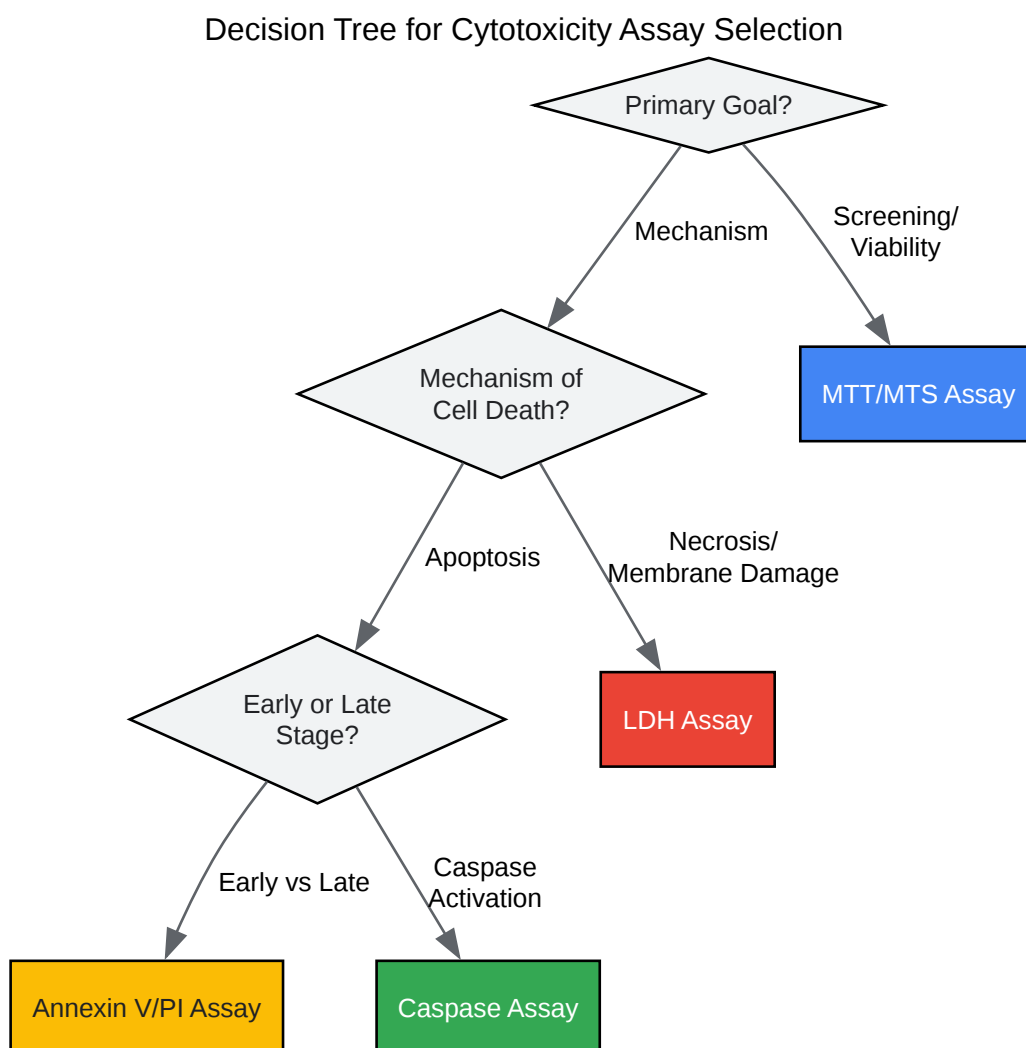 Decision Tree for Cytotoxicity Assay Selection
Primary Goal?
Mechanism
Screening/
Viability
Mechanism of
Cell Death?
MTT/MTS Assay
Apoptosis
Necrosis/
Membrane Damage
Early or Late
Stage?
LDH Assay
Early vs Late
Caspase
Activation
Annexin V/PI Assay
Caspase Assay